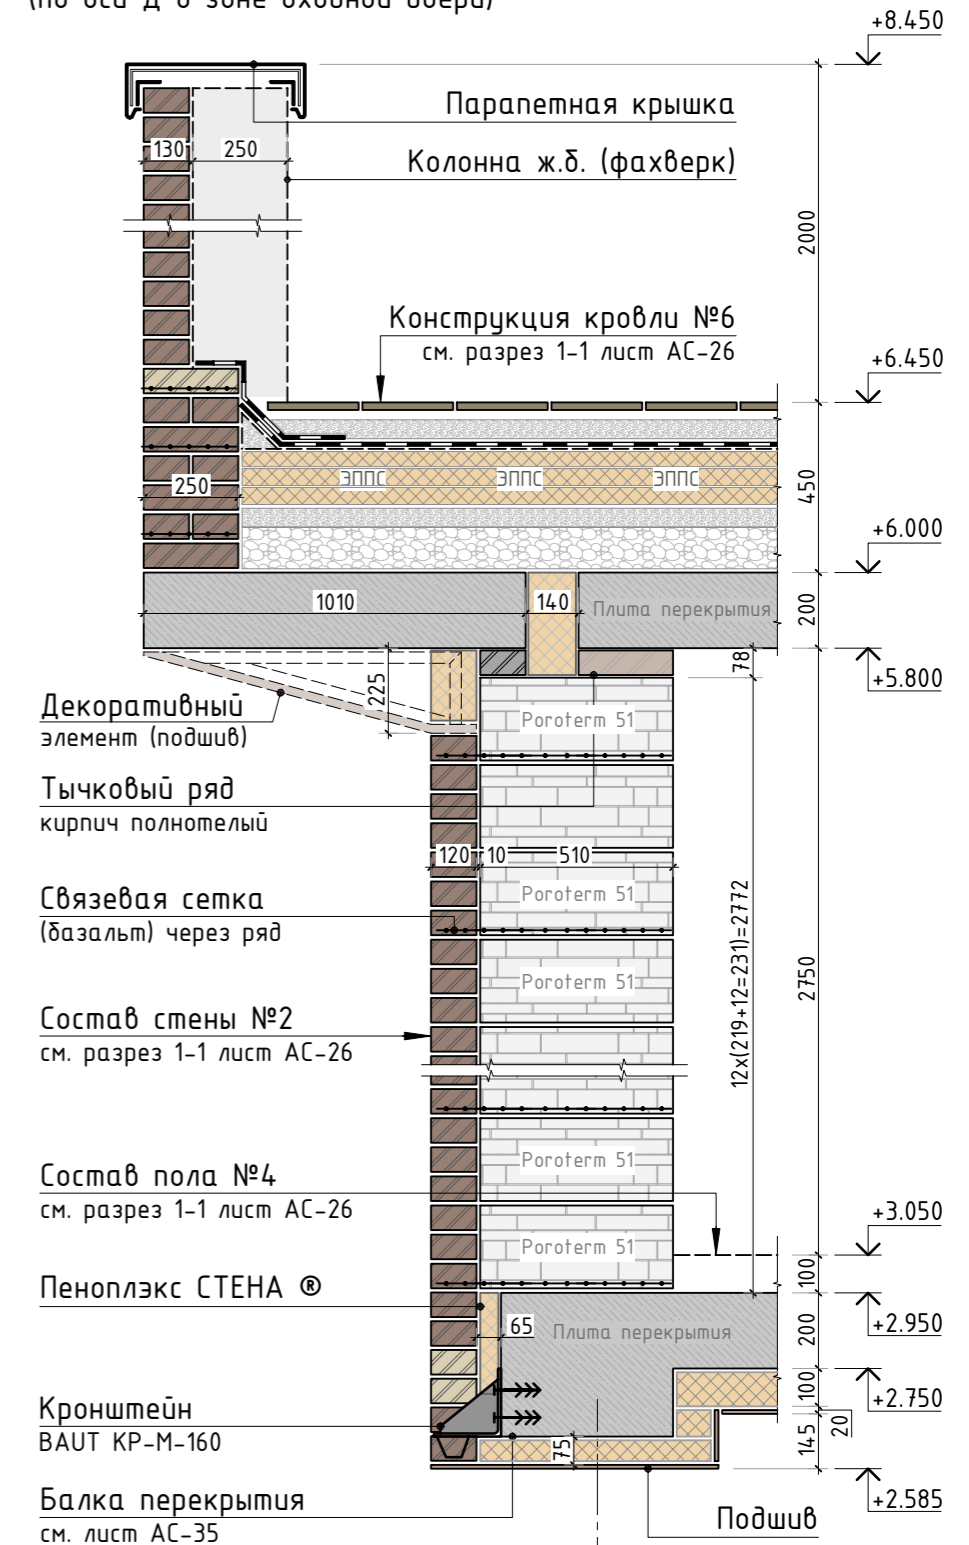 (по оси Д в зоне входной двери)
+8.450
Парапетная крышка
130
250
Колонна ж.б. (фахверк)
2000
Конструкция кровли №6
см. разрез 1-1 лист АС-26
+6.450
ЭППС
ЭППС
ЭППС
250
450
+6.000
1010
140
Плита перекрытия
200
78
+5.800
225
Декоративный
элемент (подшив)
Poroterm 51
Тычковый ряд
кирпич полнотелый
120
10
510
Poroterm 51
Связевая сетка
(базальт) через ряд
12х(219+12=231)=2772
2750
Poroterm 51
Состав стены №2
см. разрез 1-1 лист АС-26
Poroterm 51
Состав пола №4
см. разрез 1-1 лист АС-26
+3.050
Poroterm 51
100
Пеноплэкс СТЕНА ®
65
Плита перекрытия
200
+2.950
100
+2.750
Кронштейн
BAUT KP-M-160
20
75
145
Балка перекрытия
см. лист АС-35
Подшив
+2.585